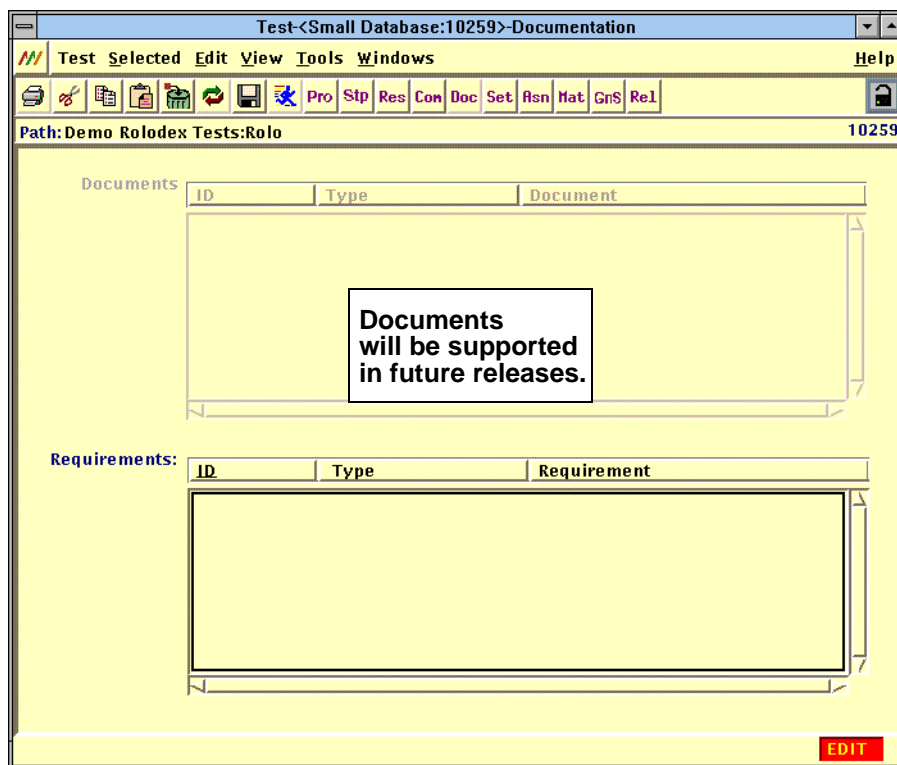 Test-<Small Database:10259>-Documentation
Test Selected Edit View Tools Windows Help
Pro Stp Res Com Doc Set Asn Mat GnS Rel
Path: Demo Rolodex Tests:Rolo 10259
Documents
ID Type Document
Documents
will be supported
in future releases.
Requirements:
ID Type Requirement
EDIT